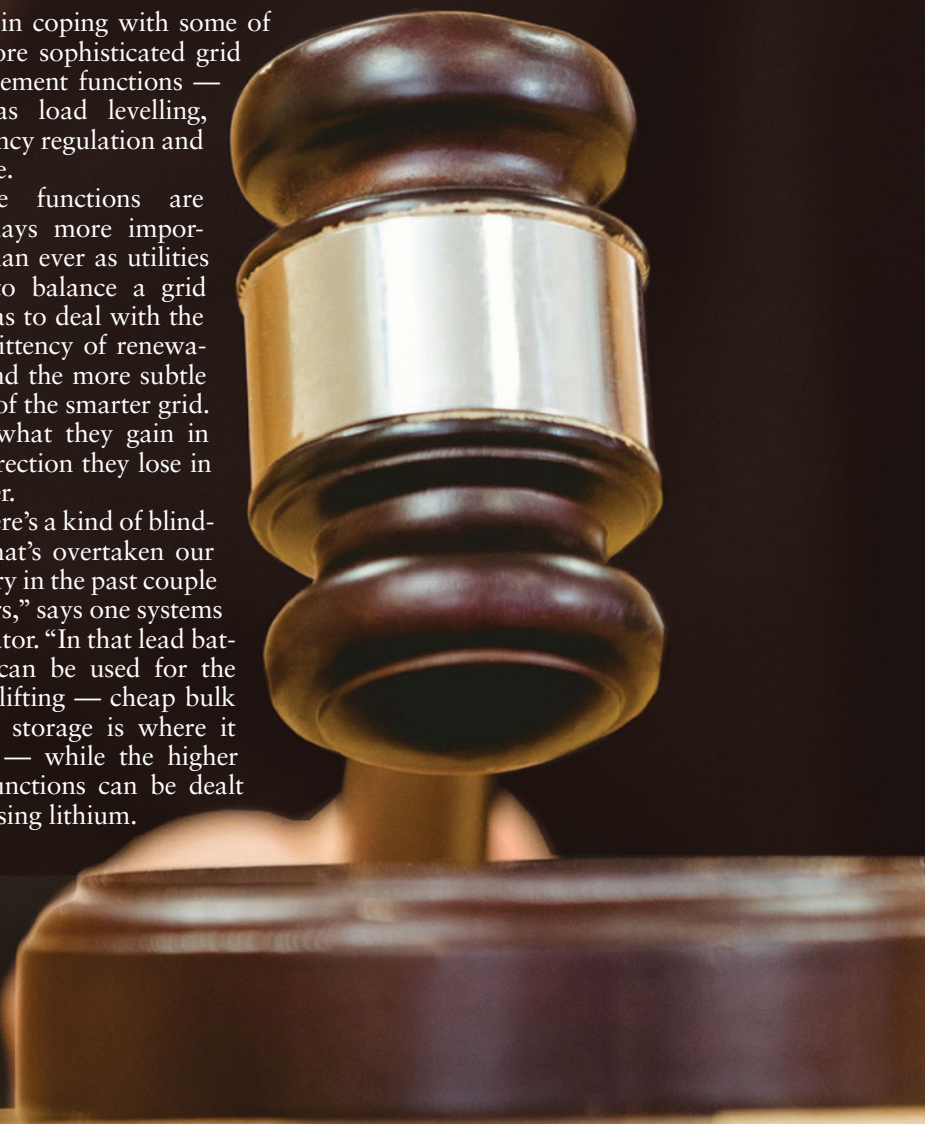 in coping with some of
ore sophisticated grid
ement functions —
as load levelling,
ncy regulation and
e.
e functions are
lays more impor-
an ever as utilities
to balance a grid
as to deal with the
ittency of renewa-
nd the more subtle
of the smarter grid.
what they gain in
rection they lose in
er.
ere’s a kind of blind-
hat’s overtaken our
ry in the past couple
rs,” says one systems
ator. “In that lead bat-
can be used for the
lifting — cheap bulk
storage is where it
— while the higher
unctions can be dealt
sing lithium.